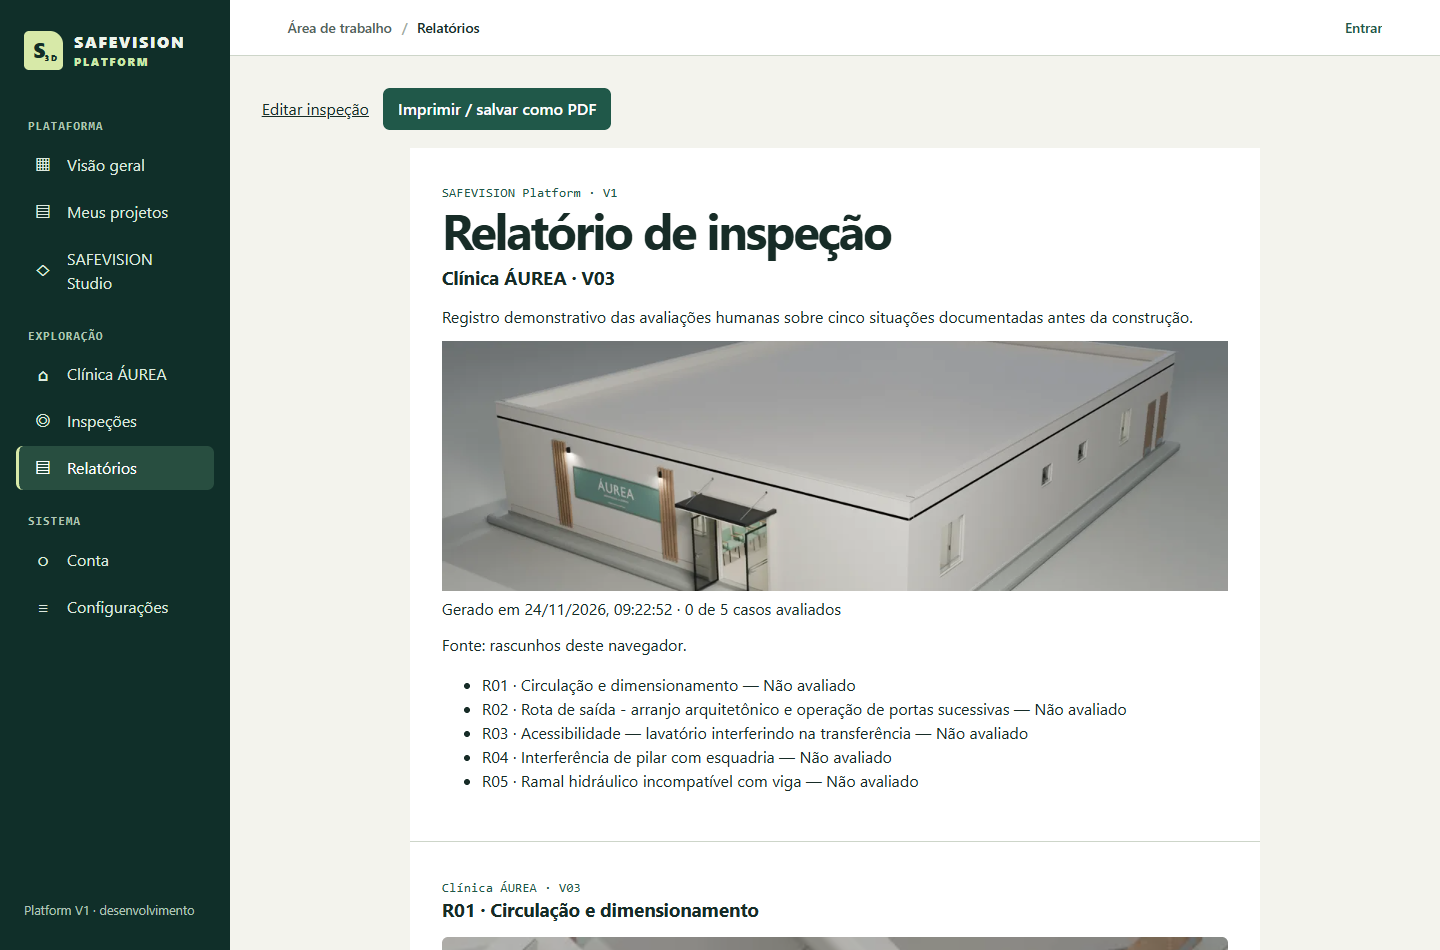 S3D
SAFEVISION
PLATFORM
PLATAFORMA
Visão geral
Meus projetos
SAFEVISION
Studio
EXPLORAÇÃO
Clínica ÁUREA
Inspeções
Relatórios
SISTEMA
Conta
Configurações
Platform V1 · desenvolvimento
Área de trabalho / Relatórios
Entrar
Editar inspeção
Imprimir / salvar como PDF
SAFEVISION Platform · V1
Relatório de inspeção
Clínica ÁUREA · V03
Registro demonstrativo das avaliações humanas sobre cinco situações documentadas antes da construção.
ÁUREA
Gerado em 24/11/2026, 09:22:52 · 0 de 5 casos avaliados
Fonte: rascunhos deste navegador.
• R01 · Circulação e dimensionamento — Não avaliado
• R02 · Rota de saída - arranjo arquitetônico e operação de portas sucessivas — Não avaliado
• R03 · Acessibilidade — lavatório interferindo na transferência — Não avaliado
• R04 · Interferência de pilar com esquadria — Não avaliado
• R05 · Ramal hidráulico incompatível com viga — Não avaliado
Clínica ÁUREA · V03
R01 · Circulação e dimensionamento